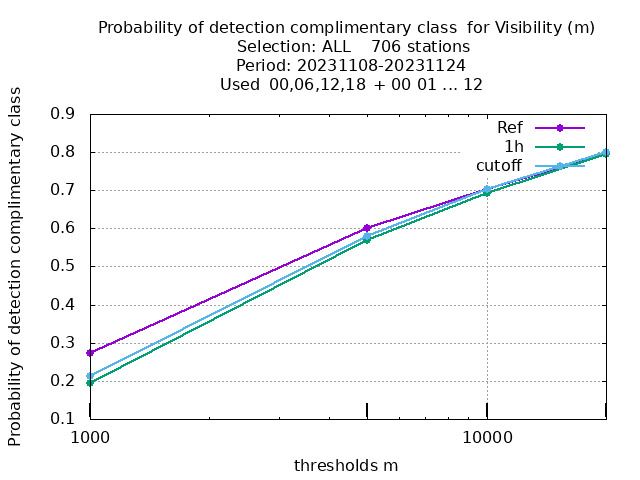 Probability of detection complimentary class  for Visibility (m)
Selection: ALL    706 stations
Period: 20231108-20231124
Used  00,06,12,18  + 00 01 ... 12
Probability of detection complimentary class
0.9
0.8
0.7
0.6
0.5
0.4
0.3
0.2
0.1
Ref
1h
cutoff
1000 10000
thresholds m